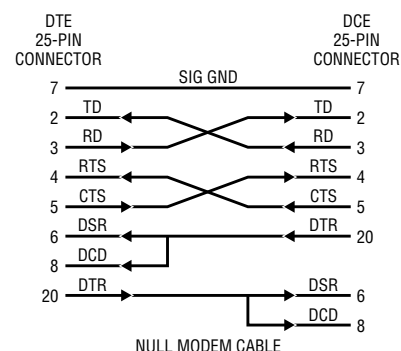 DTE
25-PIN
CONNECTOR
DCE
25-PIN
CONNECTOR
7 SIG GND 7
2 TD TD 2
3 RD RD 3
4 RTS RTS 4
5 CTS CTS 5
6 DSR DTR 20
8 DCD
20 DTR DSR 6
DCD 8
NULL MODEM CABLE